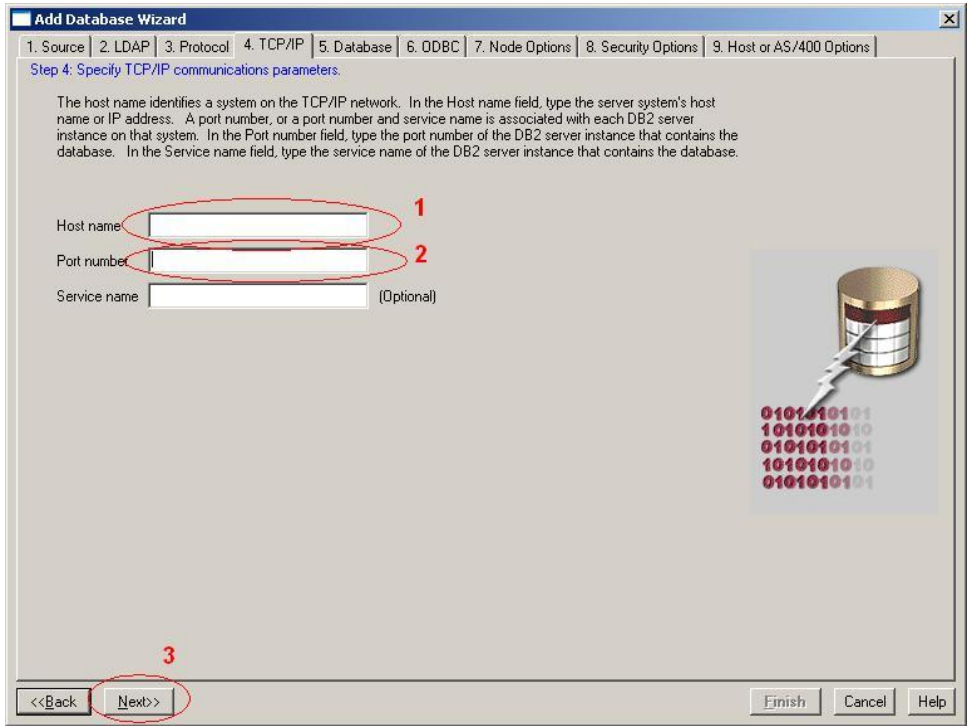 Add Database Wizard
1. Source 2. LDAP 3. Protocol 4. TCP/IP 5. Database 6. ODBC 7. Node Options 8. Security Options 9. Host or AS/400 Options
Step 4: Specify TCP/IP communications parameters.
The host name identifies a system on the TCP/IP network. In the Host name field, type the server system's host
name or IP address. A port number, or a port number and service name is associated with each DB2 server
instance on that system. In the Port number field, type the port number of the DB2 server instance that contains the
database. In the Service name field, type the service name of the DB2 server instance that contains the database.
Host name 1
Port number 2
Service name (Optional)
0101010101
1010101010
0101010101
1010101010
0101010101
3
<<Back Next>> Finish Cancel Help